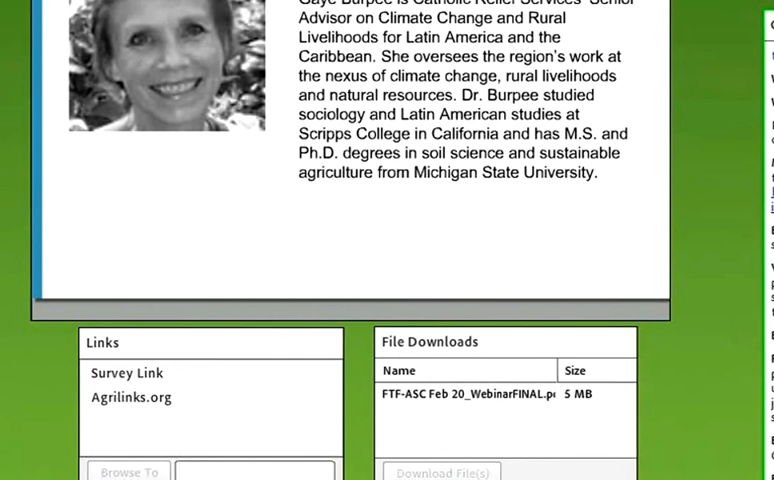 Gaye Burpee is Catholic Relief Services' Senior
Advisor on Climate Change and Rural
Livelihoods for Latin America and the
Caribbean. She oversees the region's work at
the nexus of climate change, rural livelihoods
and natural resources. Dr. Burpee studied
sociology and Latin American studies at
Scripps College in California and has M.S. and
Ph.D. degrees in soil science and sustainable
agriculture from Michigan State University.
Links
Survey Link
Agrilinks.org
Browse To
File Downloads
Name Size
FTF-ASC Feb 20_WebinarFINAL.p 5 MB
Download File(s)